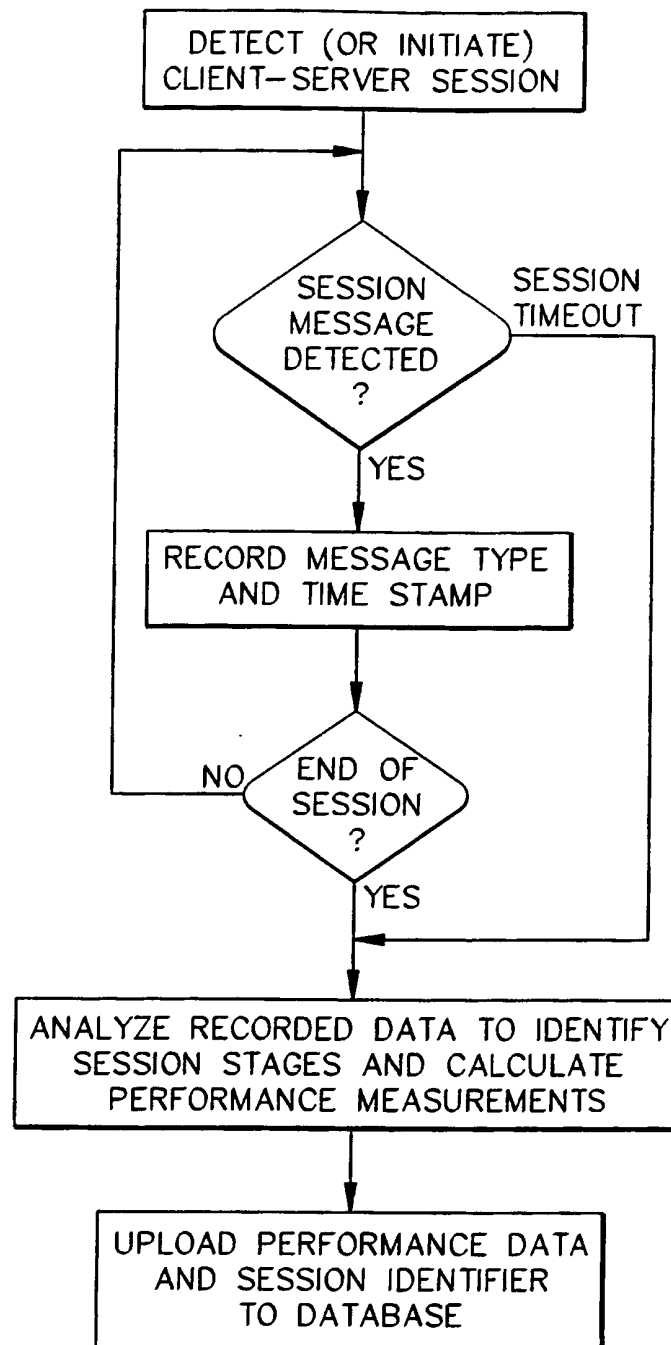 DETECT (OR INITIATE)
CLIENT-SERVER SESSION
SESSION
MESSAGE
DETECTED
?
SESSION
TIMEOUT
YES
RECORD MESSAGE TYPE
AND TIME STAMP
NO
END OF
SESSION
?
YES
ANALYZE RECORDED DATA TO IDENTIFY
SESSION STAGES AND CALCULATE
PERFORMANCE MEASUREMENTS
UPLOAD PERFORMANCE DATA
AND SESSION IDENTIFIER
TO DATABASE